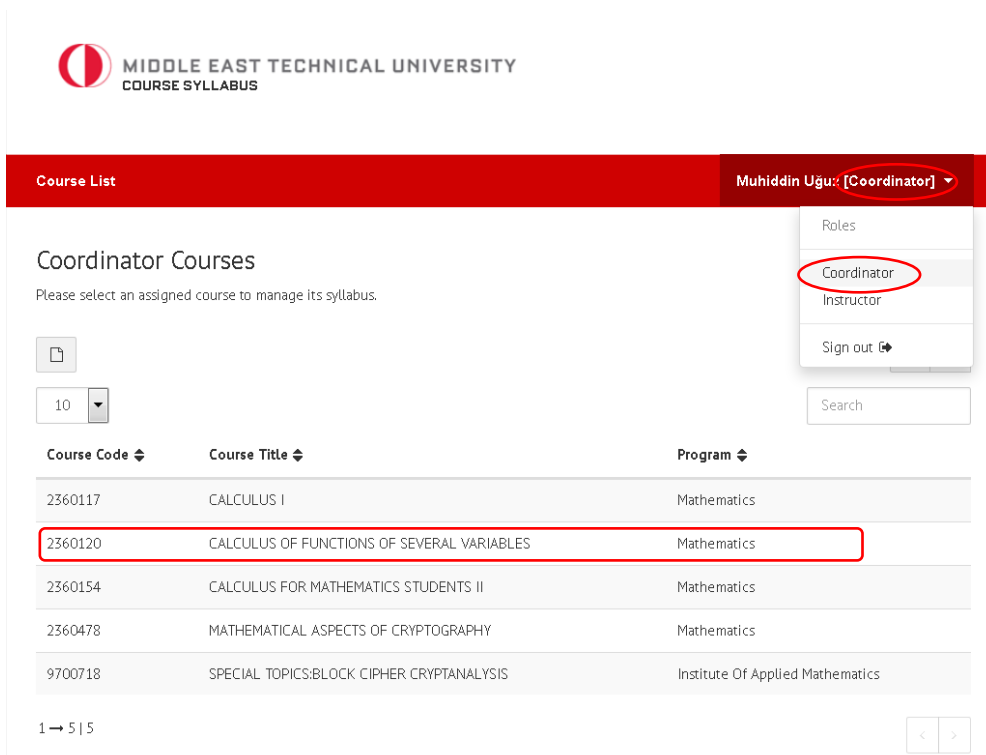 MIDDLE EAST TECHNICAL UNIVERSITY
COURSE SYLLABUS
Course List
Muhiddin Uğuz [Coordinator]
Roles
Coordinator
Instructor
Sign out
Coordinator Courses
Please select an assigned course to manage its syllabus.
10
Search
Course Code Course Title Program
2360117 CALCULUS I Mathematics
2360120 CALCULUS OF FUNCTIONS OF SEVERAL VARIABLES Mathematics
2360154 CALCULUS FOR MATHEMATICS STUDENTS II Mathematics
2360478 MATHEMATICAL ASPECTS OF CRYPTOGRAPHY Mathematics
9700718 SPECIAL TOPICS:BLOCK CIPHER CRYPTANALYSIS Institute Of Applied Mathematics
1 → 5 | 5
< >